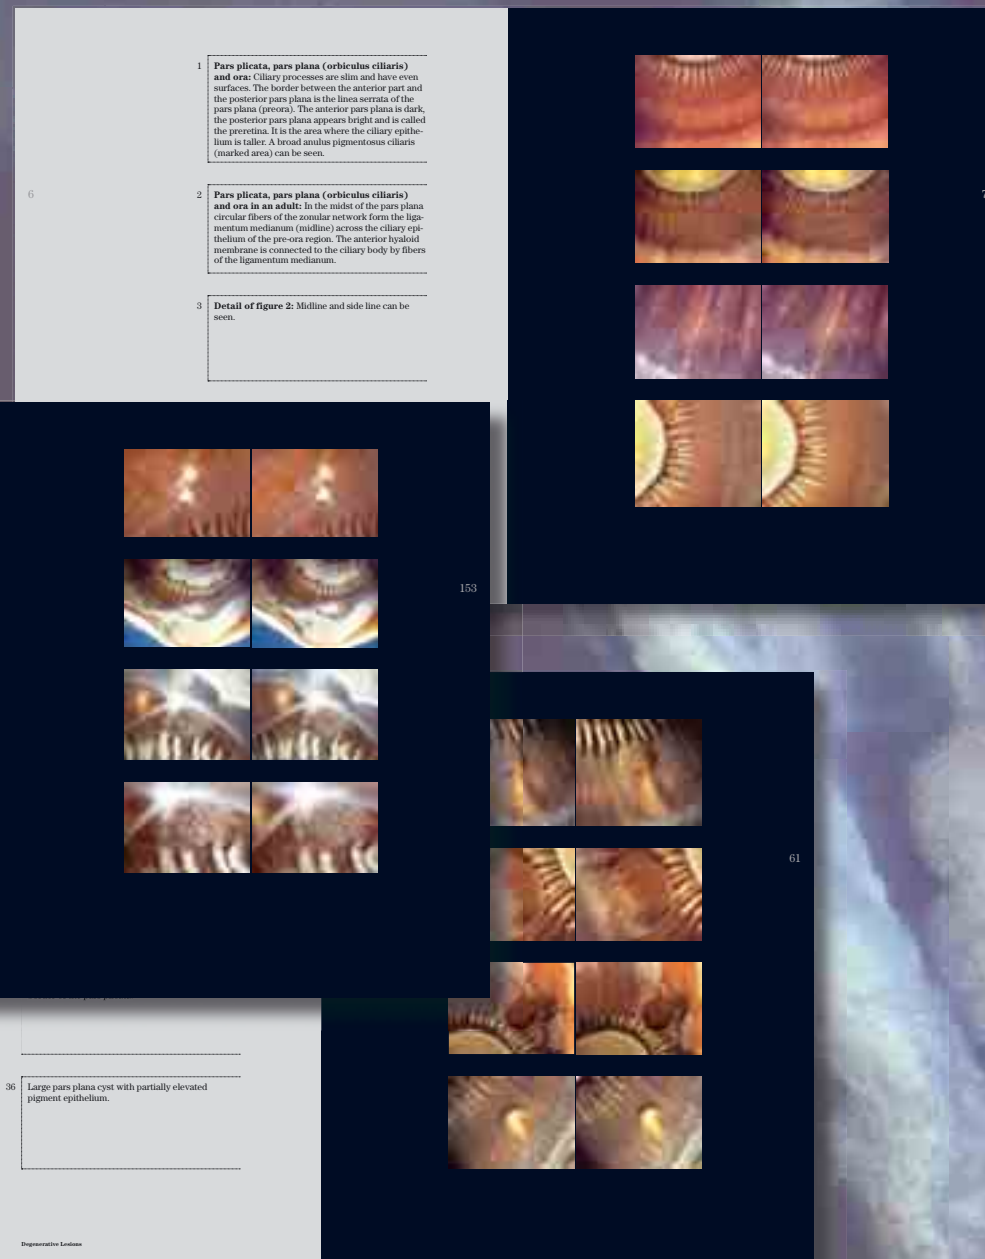 1
Pars plicata, pars plana (orbiculus ciliaris)
and ora: Ciliary processes are slim and have even
surfaces. The border between the anterior part and
the posterior pars plana is the linea serrata of the
pars plana (preora). The anterior pars plana is dark,
the posterior pars plana appears bright and is called
the preretina. It is the area where the ciliary epithe-
lium is taller. A broad anulus pigmentosus ciliaris
(marked area) can be seen.
6
2
Pars plicata, pars plana (orbiculus ciliaris)
and ora in an adult: In the midst of the pars plana
circular fibers of the zonular network form the liga-
mentum medianum (midline) across the ciliary epi-
thelium of the pre-ora region. The anterior hyaloid
membrane is connected to the ciliary body by fibers
of the ligamentum medianum.
3
Detail of figure 2: Midline and side line can be
seen.
7
153
61
36
Large pars plana cyst with partially elevated
pigment epithelium.
Degenerative Lesions